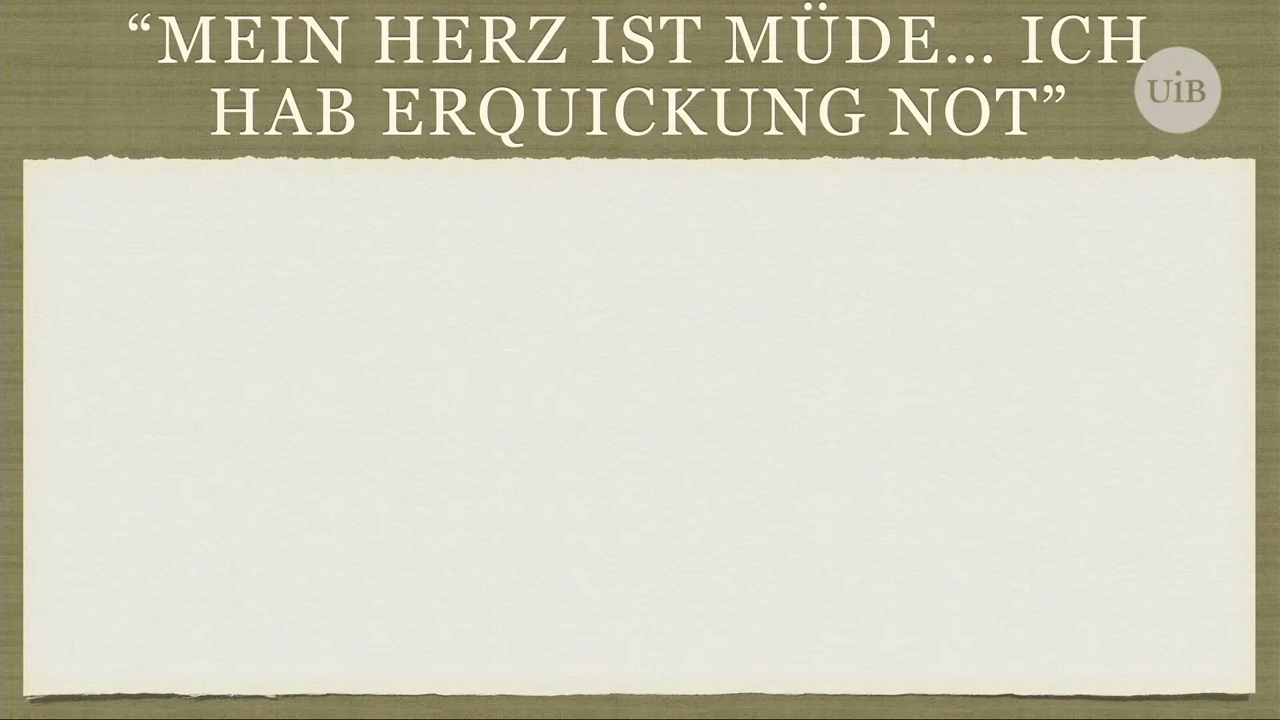 “MEIN HERZ IST MÜDE... ICH
HAB ERQUICKUNG NOT”
UiB